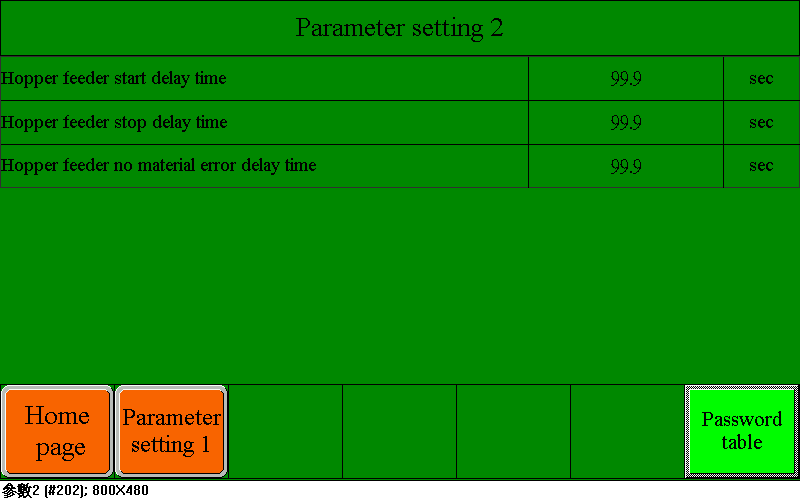 Parameter setting 2
Hopper feeder start delay time 99.9 sec
Hopper feeder stop delay time 99.9 sec
Hopper feeder no material error delay time 99.9 sec
Home
page
Parameter
setting 1
Password
table
参數2 (#202); 800X480